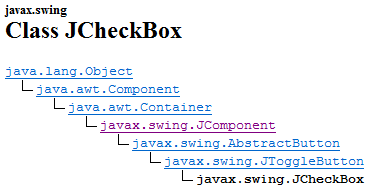 javax.swing
Class JCheckBox
java.lang.Object
java.awt.Component
java.awt.Container
javax.swing.JComponent
javax.swing.AbstractButton
javax.swing.JToggleButton
javax.swing.JCheckBox